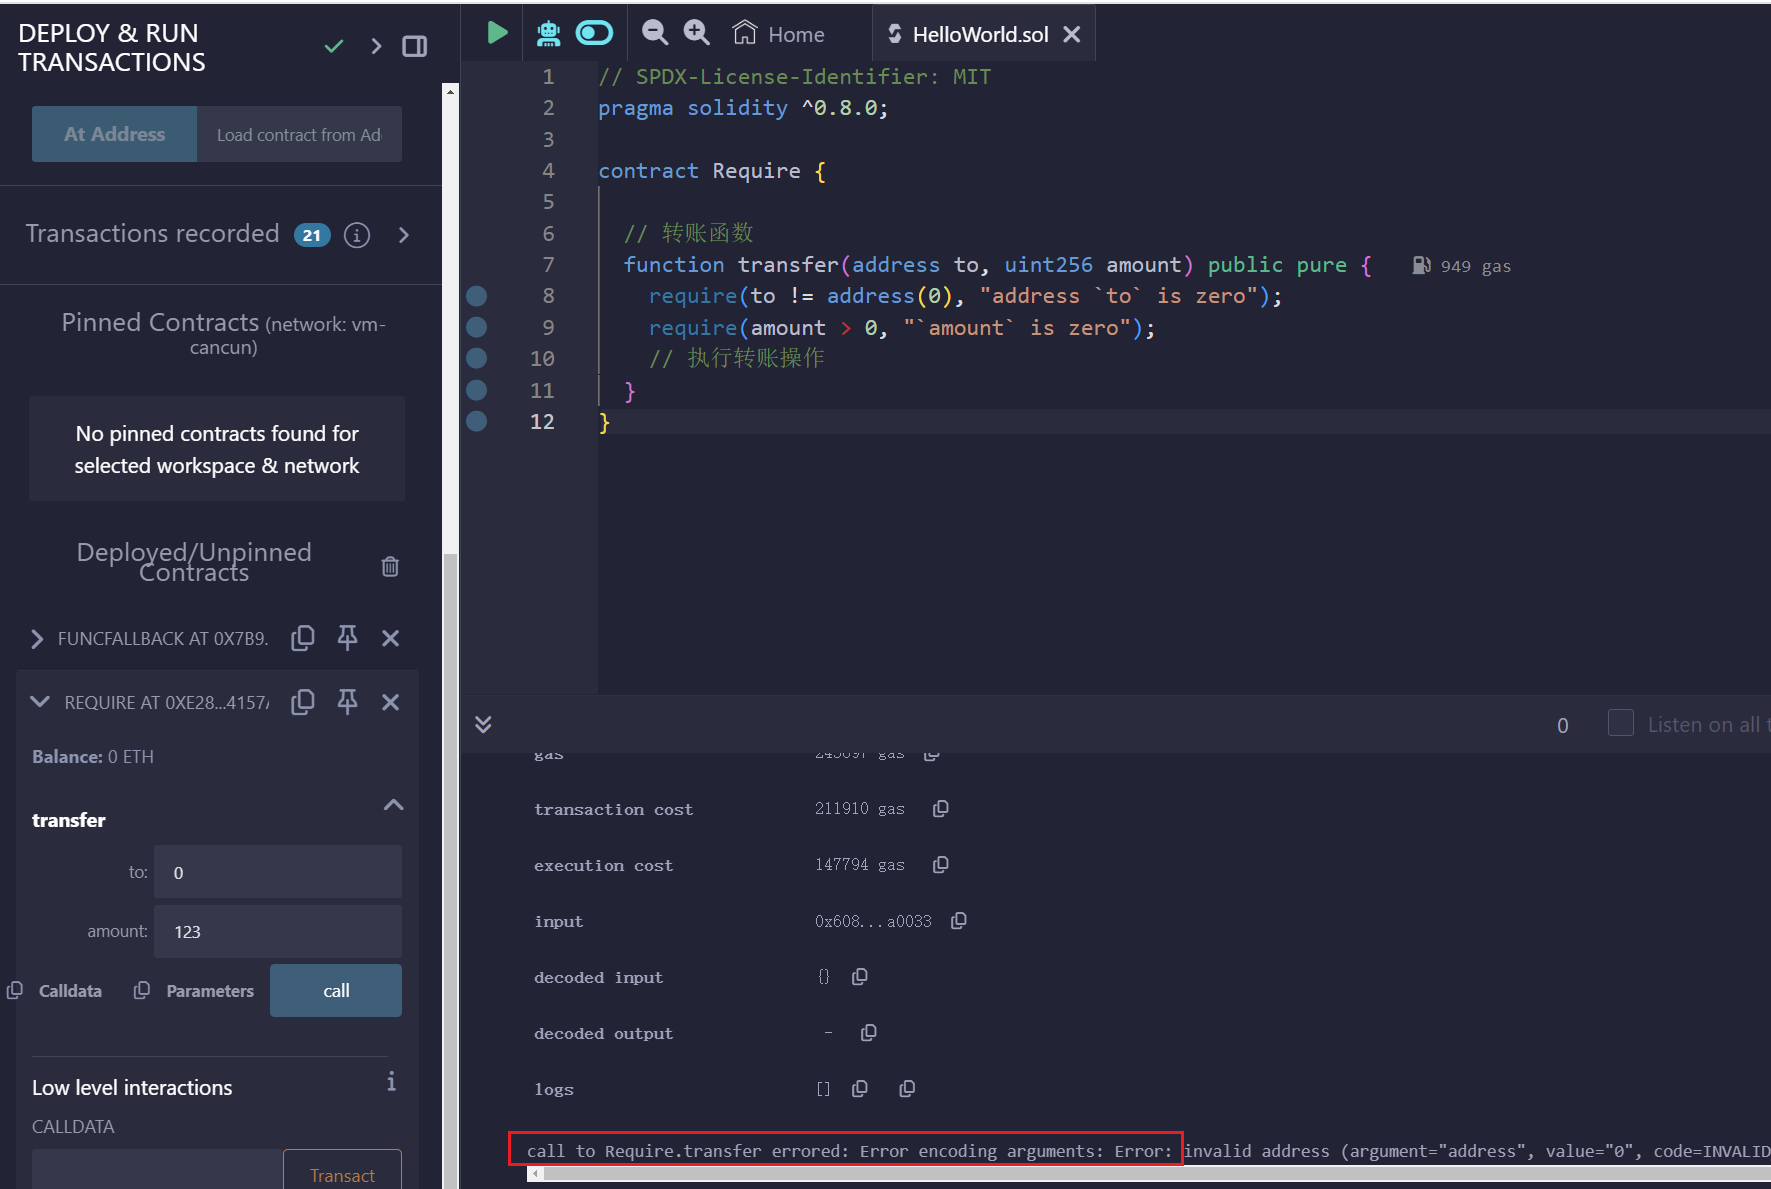 DEPLOY & RUN
TRANSACTIONS
At Address
Load contract from Ad
Transactions recorded 21
Pinned Contracts (network: vm-
cancun)
No pinned contracts found for
selected workspace & network
Deployed/Unpinned
Contracts
FUNCFALLBACK AT 0X7B9.
REQUIRE AT 0XE28...4157A
Balance: 0 ETH
transfer
to: 0
amount: 123
Calldata Parameters call
Low level interactions i
CALLDATA
Transact
Home HelloWorld.sol
1 // SPDX-License-Identifier: MIT
2 pragma solidity ^0.8.0;
3
4 contract Require {
5
6 // 转账函数
7 function transfer(address to, uint256 amount) public pure { 949 gas
8 require(to != address(0), "address `to` is zero");
9 require(amount > 0, "`amount` is zero");
10 // 执行转账操作
11 }
12 }
0 Listen on all t
gas gas
transaction cost 211910 gas
execution cost 147794 gas
input 0x608...a0033
decoded input {}
decoded output -
logs []
call to Require.transfer errored: Error encoding arguments: Error: invalid address (argument="address", value="0", code=INVALID